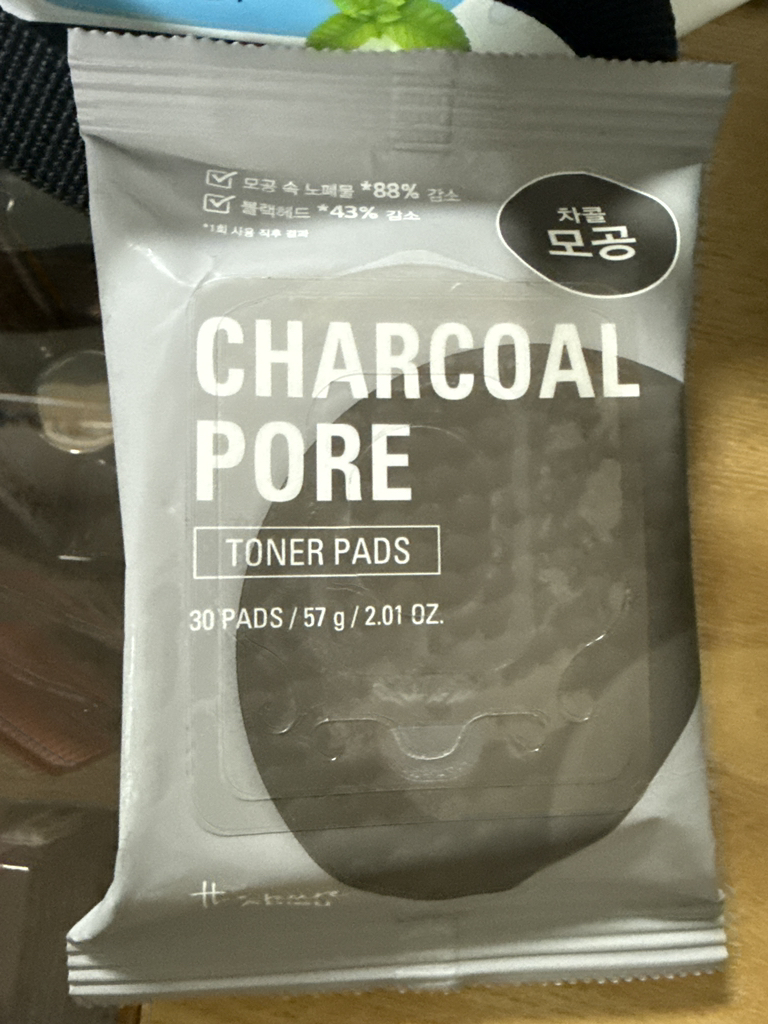 모공 속 노폐물 *88% 감소
블랙헤드 *43% 감소
*1회 사용 직후 결과
차콜
모공
CHARCOAL
PORE
TONER PADS
30 PADS / 57 g / 2.01 OZ.